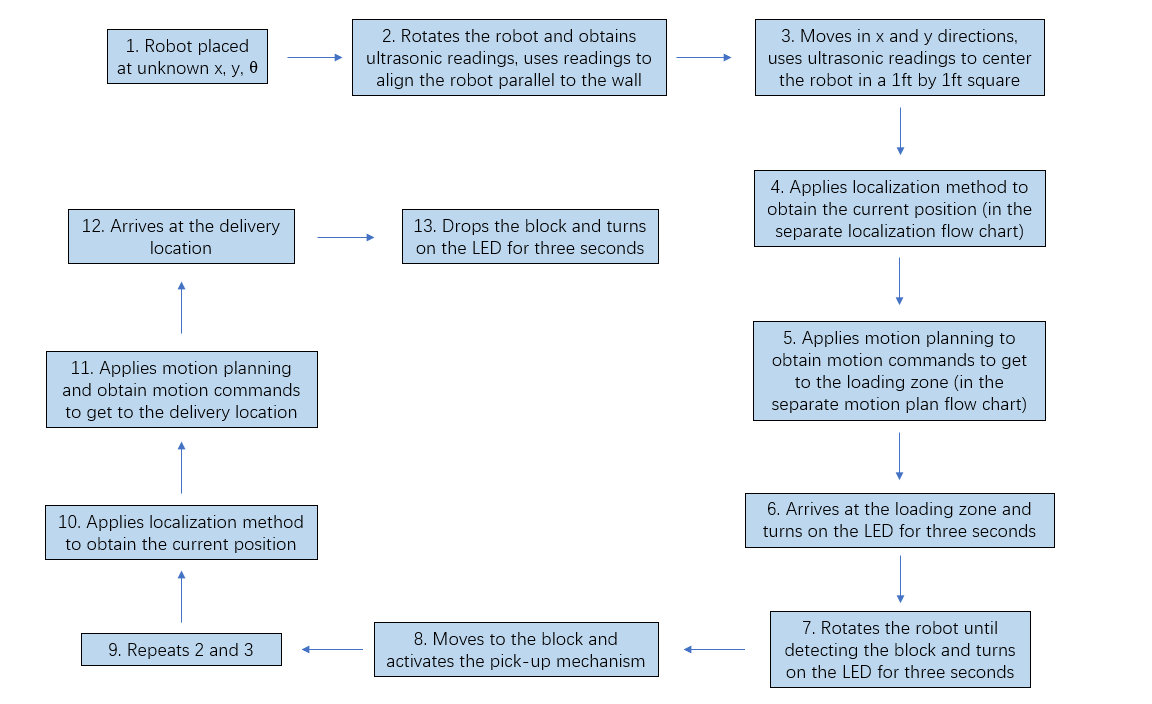 1. Robot placed
at unknown x, y, θ
2. Rotates the robot and obtains
ultrasonic readings, uses readings to
align the robot parallel to the wall
3. Moves in x and y directions,
uses ultrasonic readings to center
the robot in a 1ft by 1ft square
4. Applies localization method to
obtain the current position (in the
separate localization flow chart)
5. Applies motion planning to
obtain motion commands to get
to the loading zone (in the
separate motion plan flow chart)
6. Arrives at the loading zone and
turns on the LED for three seconds
7. Rotates the robot until
detecting the block and turns
on the LED for three seconds
8. Moves to the block and
activates the pick-up mechanism
9. Repeats 2 and 3
10. Applies localization method
to obtain the current position
11. Applies motion planning
and obtain motion commands
to get to the delivery location
12. Arrives at the delivery
location
13. Drops the block and turns
on the LED for three seconds